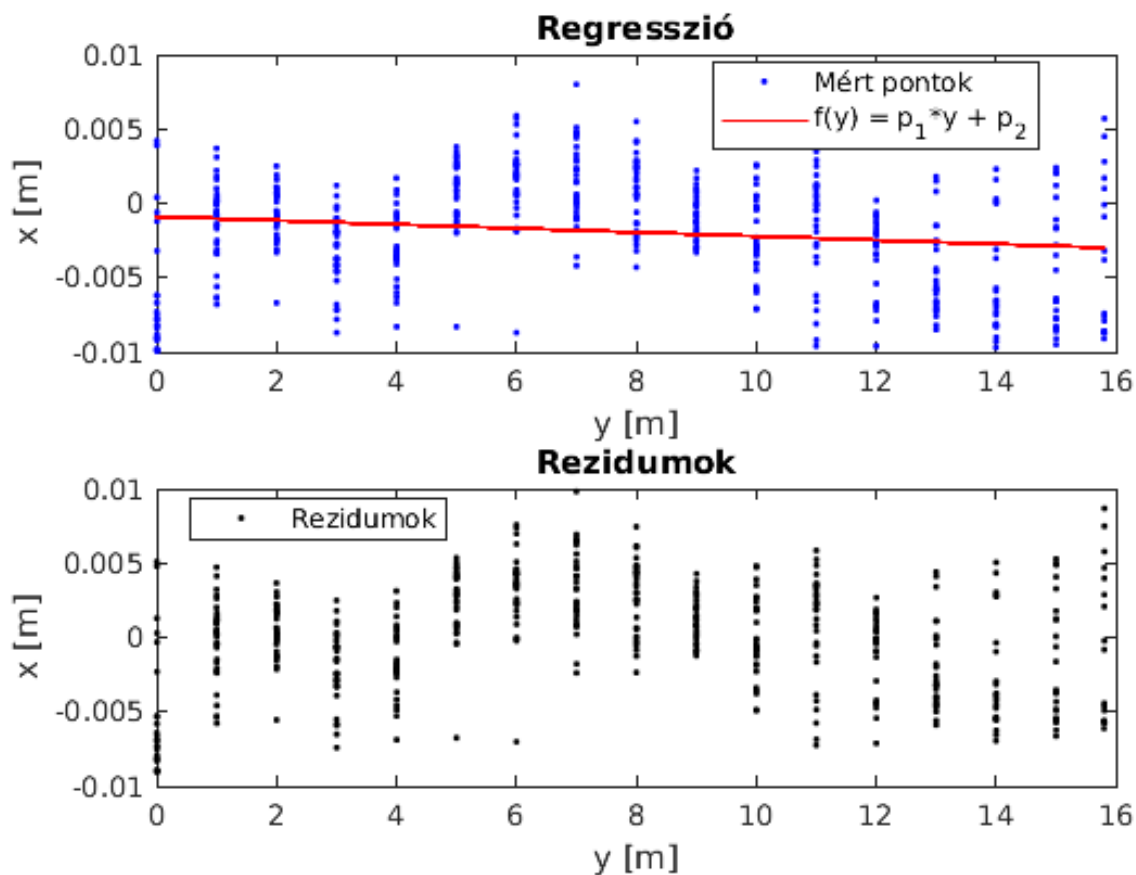 Regresszió
0.01
0.005
0
-0.005
-0.01
x [m]
Mért pontok
f(y) = p_1*y + p_2
0 2 4 6 8 10 12 14 16
y [m]
Rezidumok
0.01
0.005
0
-0.005
-0.01
x [m]
Rezidumok
0 2 4 6 8 10 12 14 16
y [m]